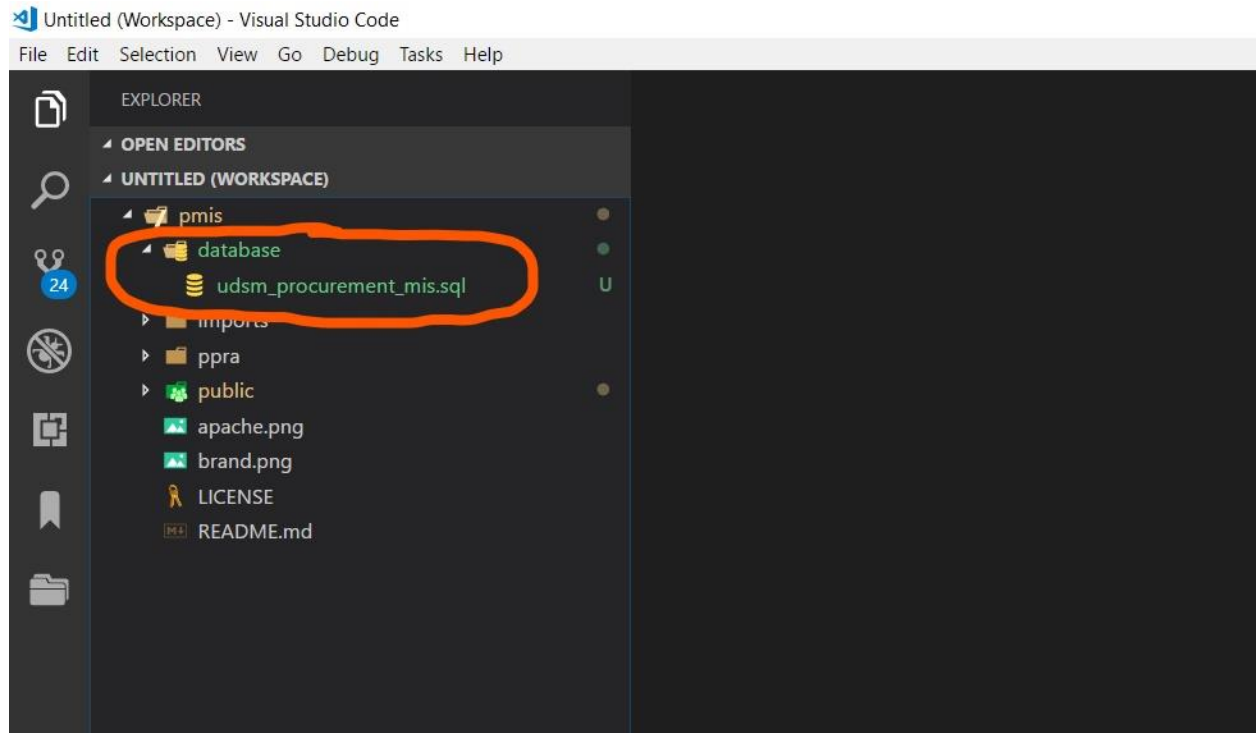 Untitled (Workspace) - Visual Studio Code
File Edit Selection View Go Debug Tasks Help
EXPLORER
OPEN EDITORS
UNTITLED (WORKSPACE)
pmis
database
24
udsm_procurement_mis.sql U
imports
ppra
public
apache.png
brand.png
LICENSE
M↓ README.md